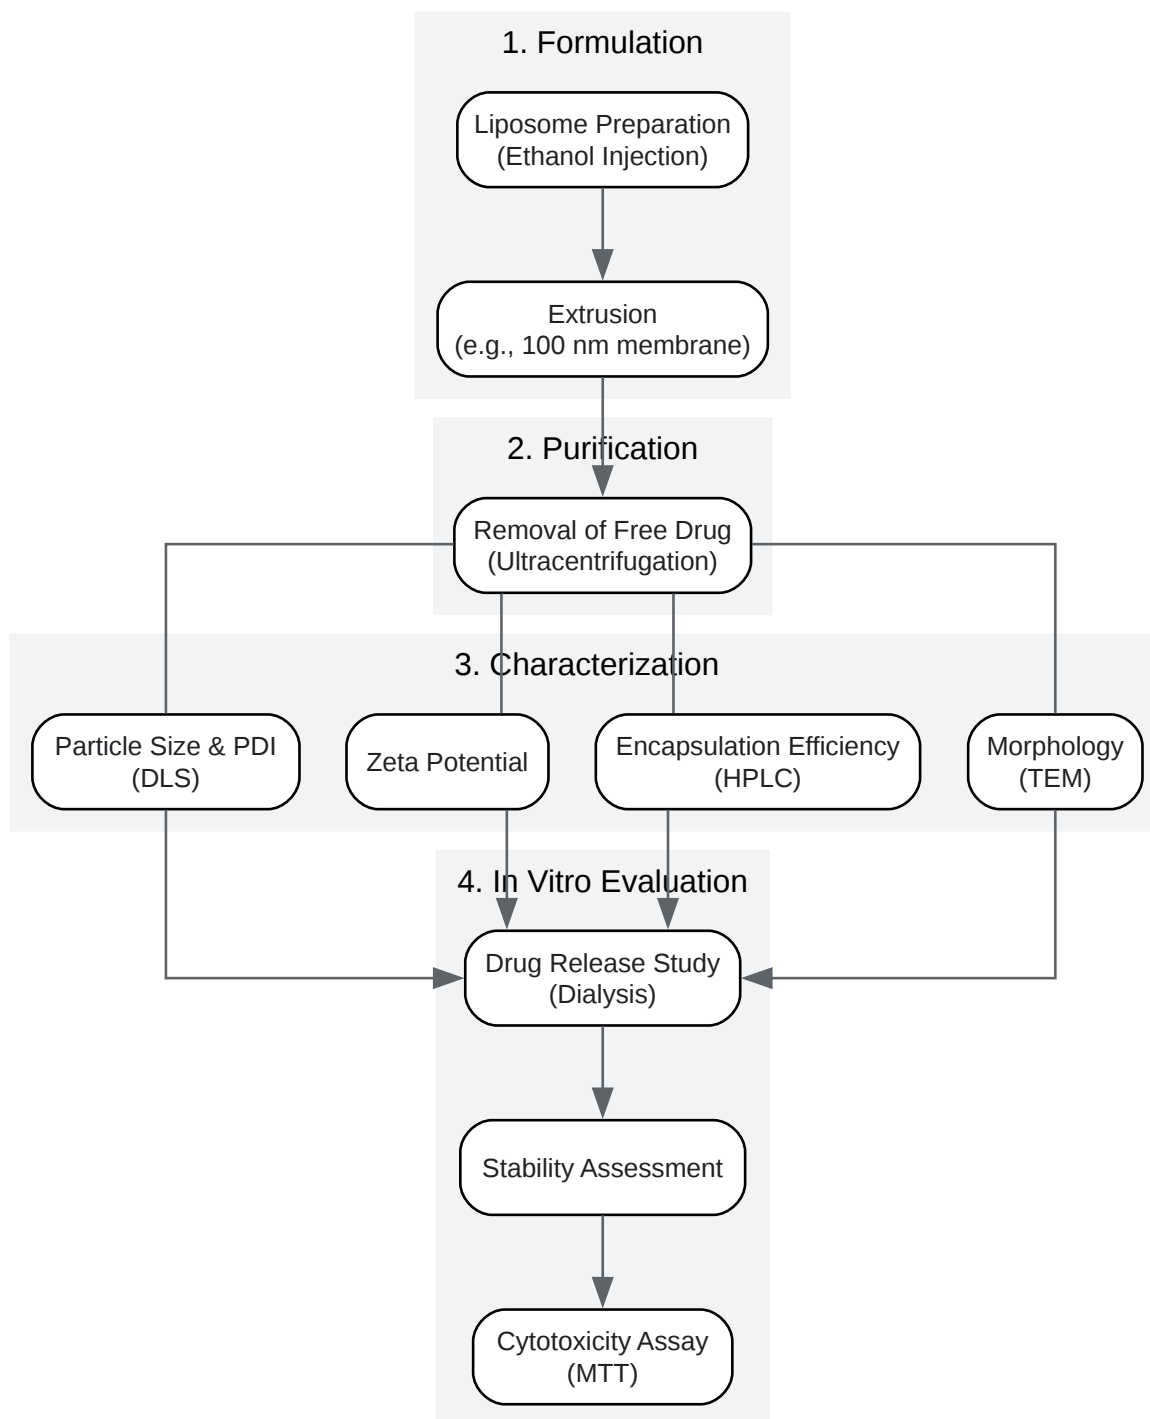 1. Formulation
Liposome Preparation
(Ethanol Injection)
Extrusion
(e.g., 100 nm membrane)
2. Purification
Removal of Free Drug
(Ultracentrifugation)
3. Characterization
Particle Size & PDI
(DLS)
Zeta Potential
Encapsulation Efficiency
(HPLC)
Morphology
(TEM)
4. In Vitro Evaluation
Drug Release Study
(Dialysis)
Stability Assessment
Cytotoxicity Assay
(MTT)